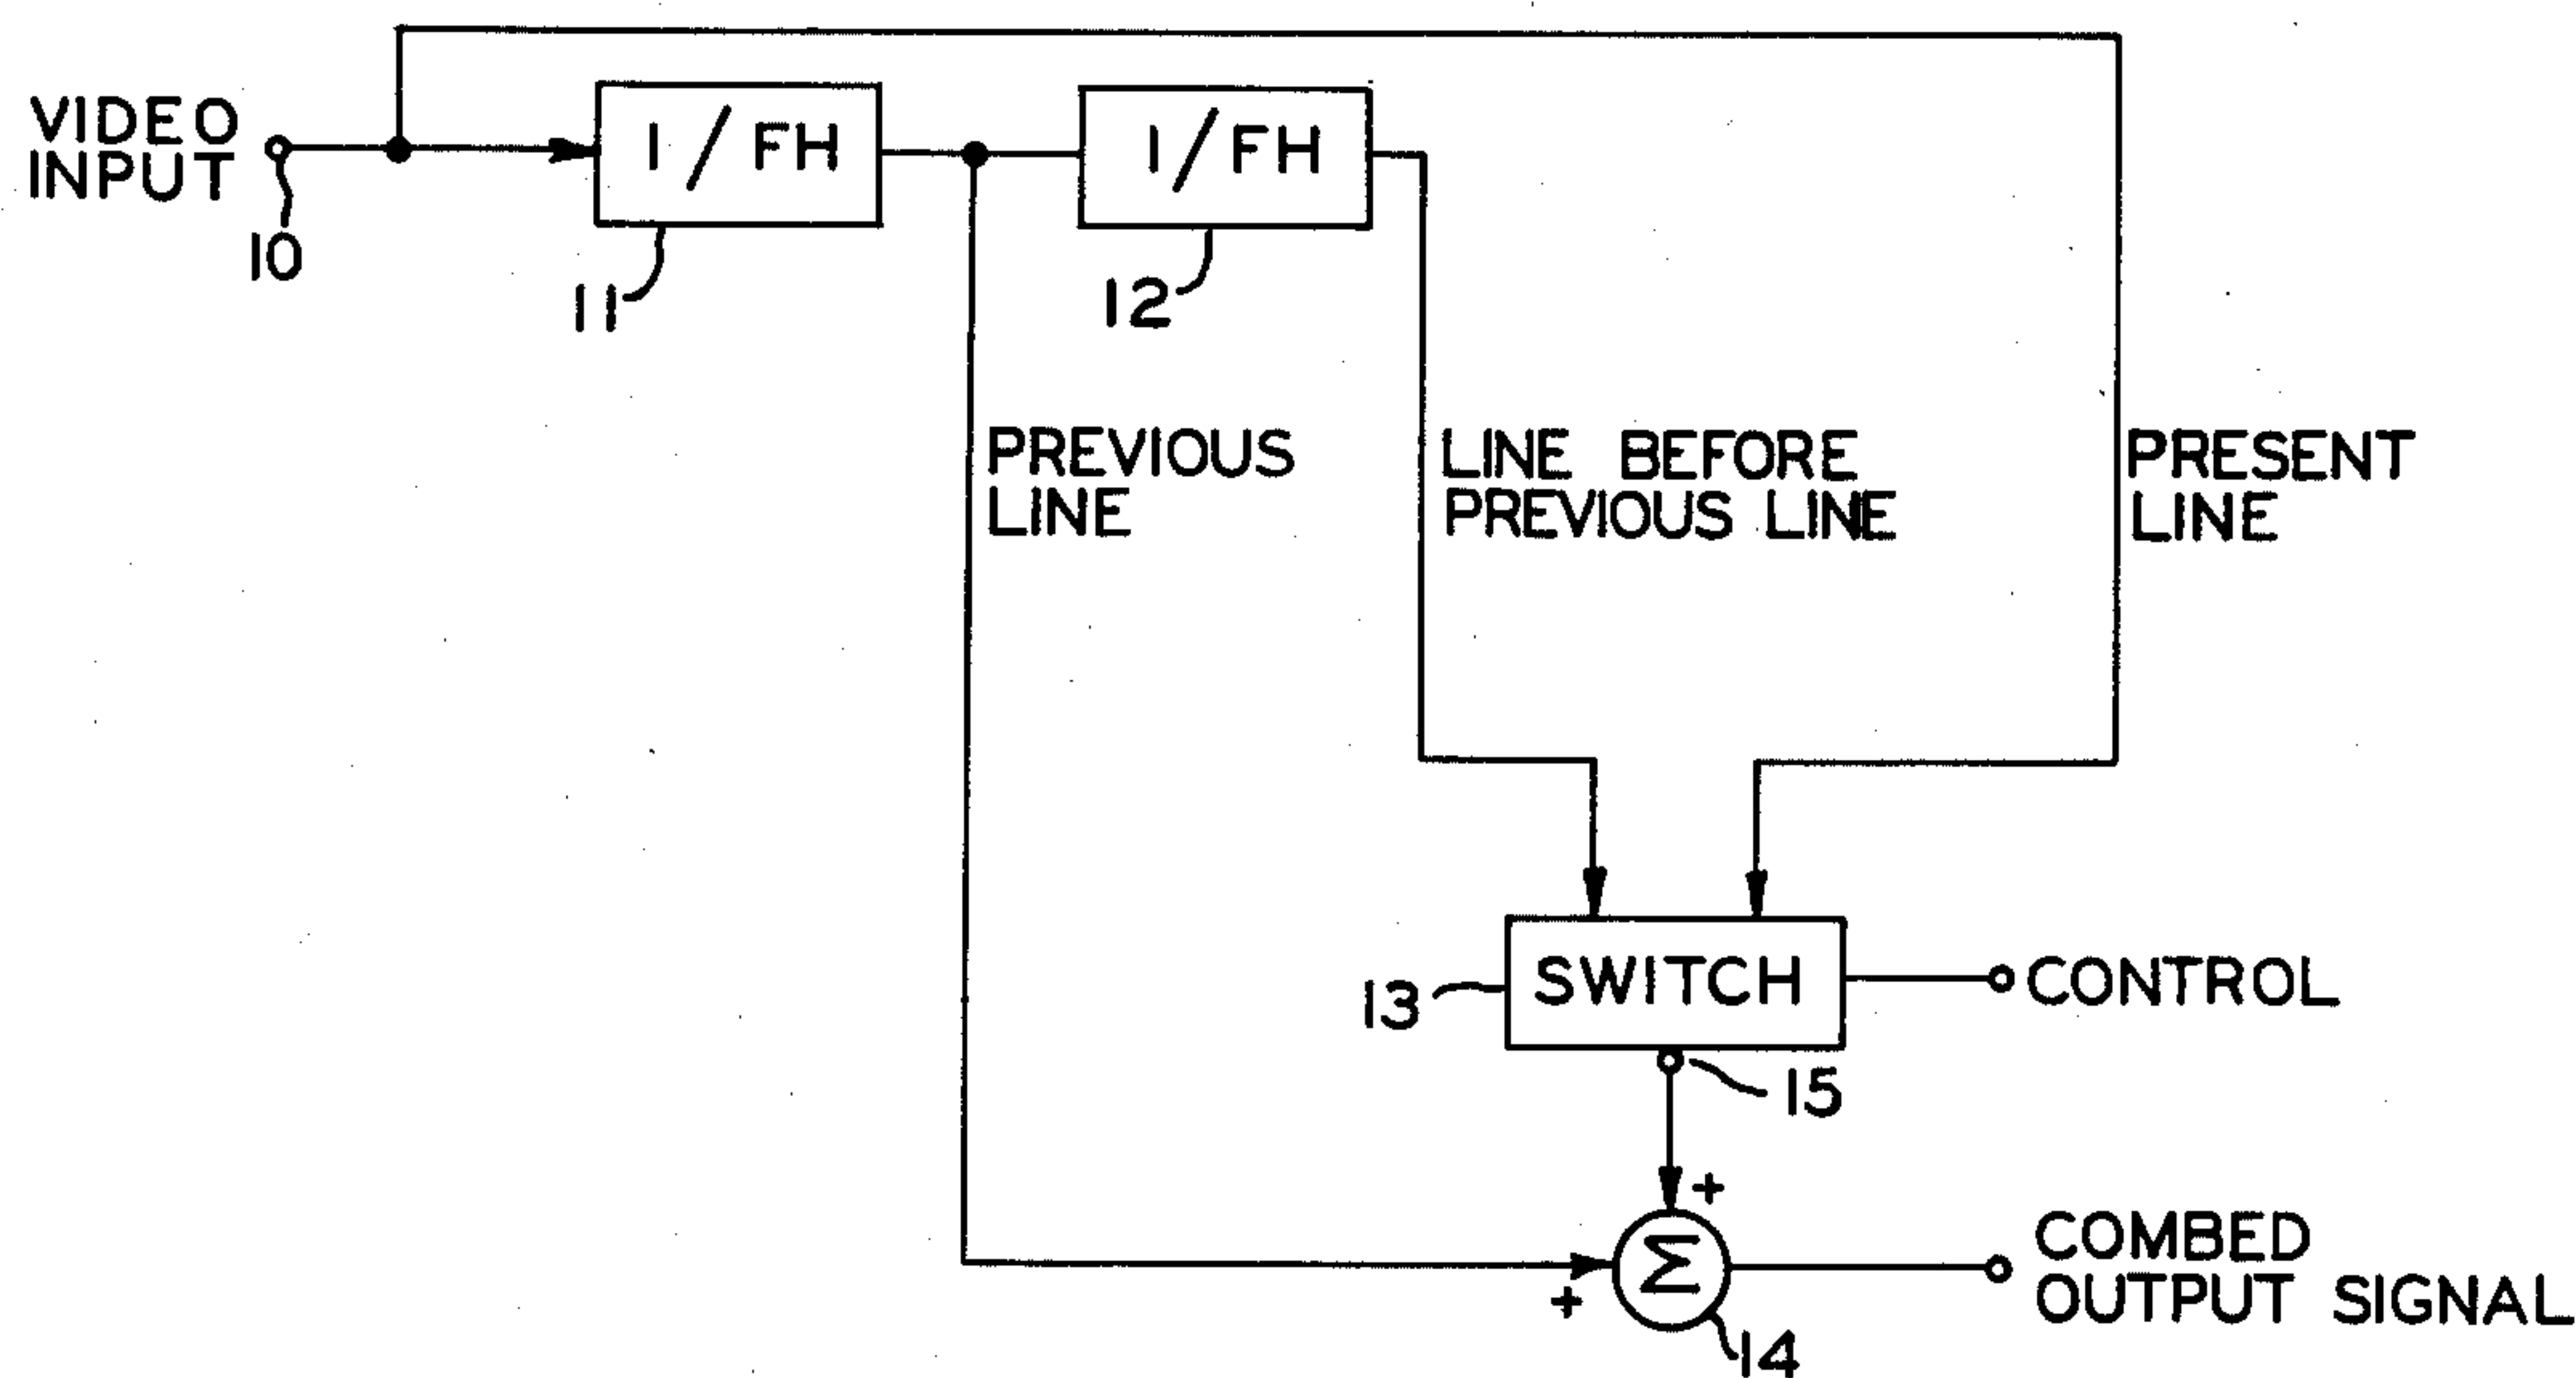 VIDEO
INPUT
10
1/FH
11
1/FH
12
PREVIOUS
LINE
LINE BEFORE
PREVIOUS LINE
PRESENT
LINE
13
SWITCH
CONTROL
15
+
+
Σ
14
COMBED
OUTPUT SIGNAL